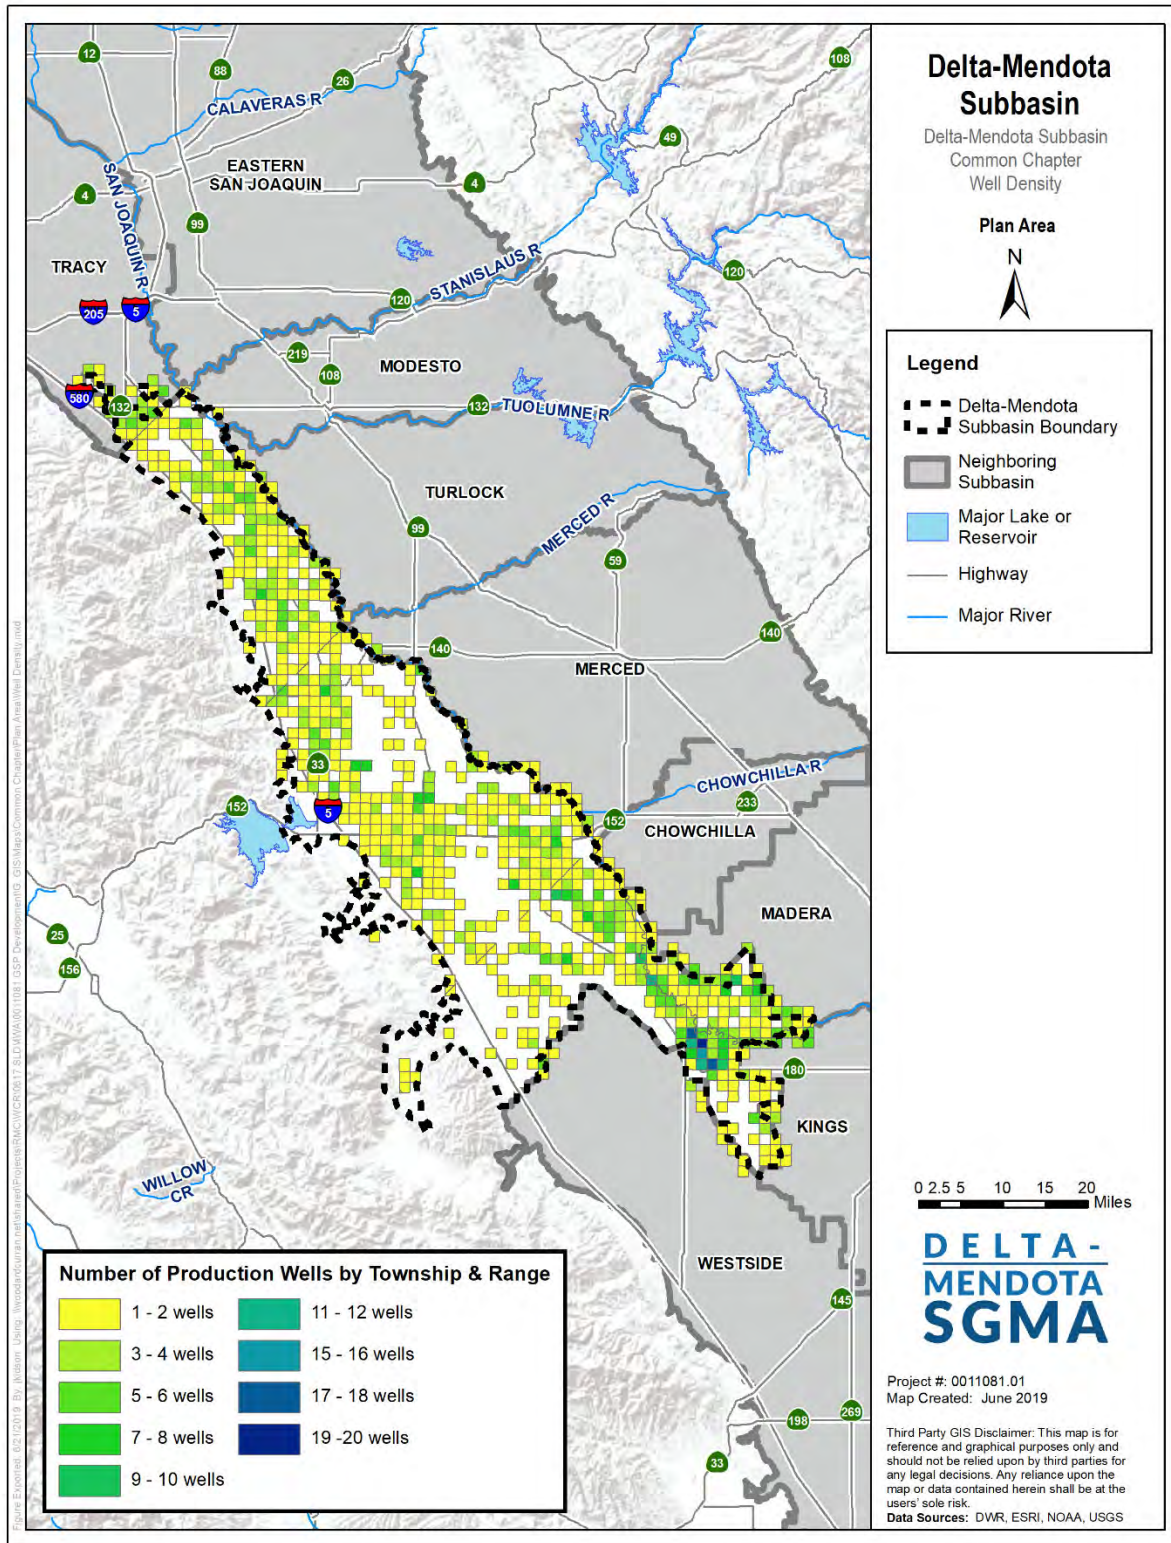 Delta-Mendota
Subbasin
Delta-Mendota Subbasin
Common Chapter
Well Density
Plan Area
N
Legend
Delta-Mendota
Subbasin Boundary
Neighboring
Subbasin
Major Lake or
Reservoir
Highway
Major River
0 2.5 5 10 15 20
Miles
DELTA-
MENDOTA
SGMA
Project #: 0011081.01
Map Created: June 2019
Third Party GIS Disclaimer: This map is for
reference and graphical purposes only and
should not be relied upon by third parties for
any legal decisions. Any reliance upon the
map or data contained herein shall be at the
users' sole risk.
Data Sources: DWR, ESRI, NOAA, USGS
12
88
26
108
CALAVERAS R
49
EASTERN
SAN JOAQUIN
4
4
SAN JOAQUIN R
99
TRACY
STANISLAUS R
120
120
205
5
219
MODESTO
108
580
132
132
TUOLUMNE R
TURLOCK
99
MERCED R
59
140
140
MERCED
33
CHOWCHILLA R
233
152
5
152
CHOWCHILLA
MADERA
25
156
180
KINGS
WILLOW
CR
WESTSIDE
145
198
269
33
Number of Production Wells by Township & Range
1 - 2 wells
3 - 4 wells
5 - 6 wells
7 - 8 wells
9 - 10 wells
11 - 12 wells
15 - 16 wells
17 - 18 wells
19 -20 wells
Figure Exported: 6/21/2019 By: jkidson Using: